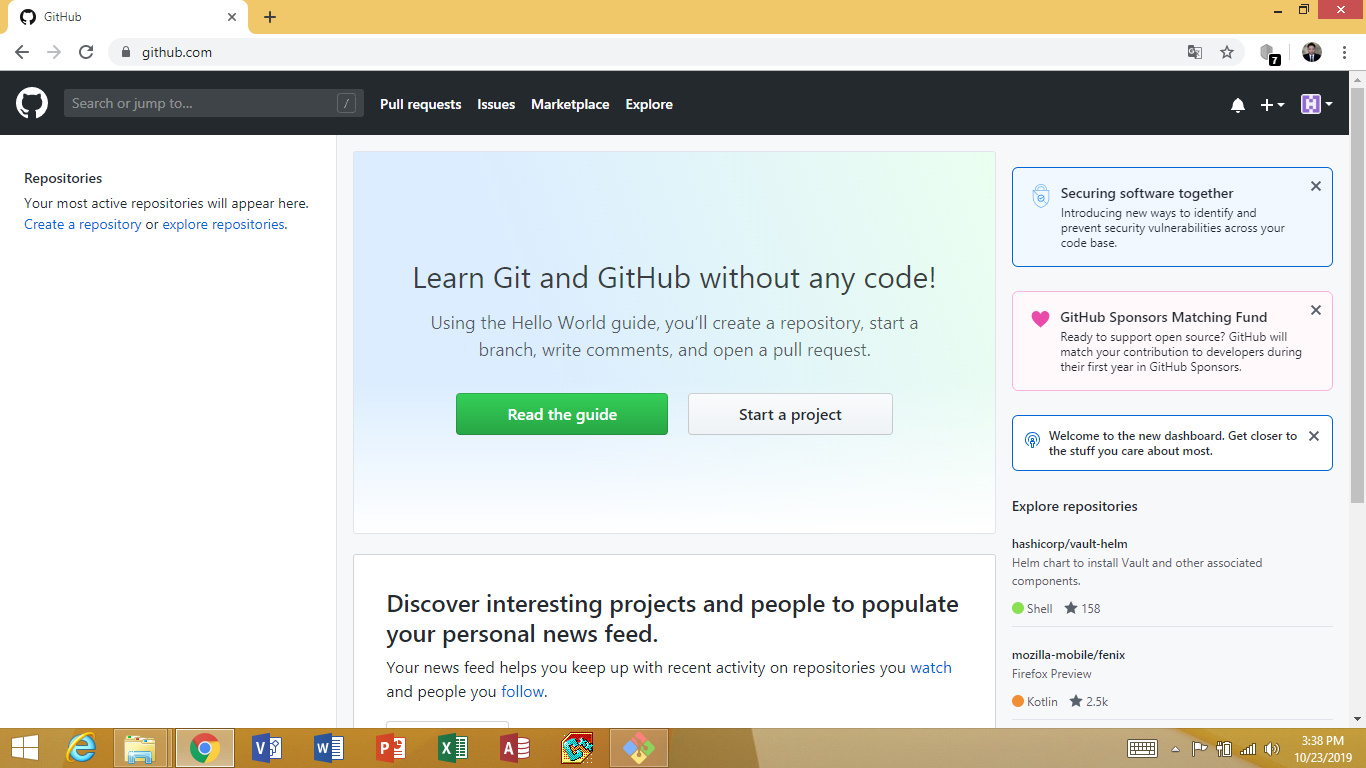 GitHub
github.com
7
Search or jump to...
/
Pull requests
Issues
Marketplace
Explore
Repositories
Your most active repositories will appear here.
Create a repository or explore repositories.
Learn Git and GitHub without any code!
Using the Hello World guide, you’ll create a repository, start a
branch, write comments, and open a pull request.
Read the guide
Start a project
Discover interesting projects and people to populate
your personal news feed.
Your news feed helps you keep up with recent activity on repositories you watch
and people you follow.
Securing software together
Introducing new ways to identify and
prevent security vulnerabilities across your
code base.
GitHub Sponsors Matching Fund
Ready to support open source? GitHub will
match your contribution to developers during
their first year in GitHub Sponsors.
Welcome to the new dashboard. Get closer to
the stuff you care about most.
Explore repositories
hashicorp/vault-helm
Helm chart to install Vault and other associated
components.
Shell
158
mozilla-mobile/fenix
Firefox Preview
Kotlin
2.5k
3:38 PM
10/23/2019